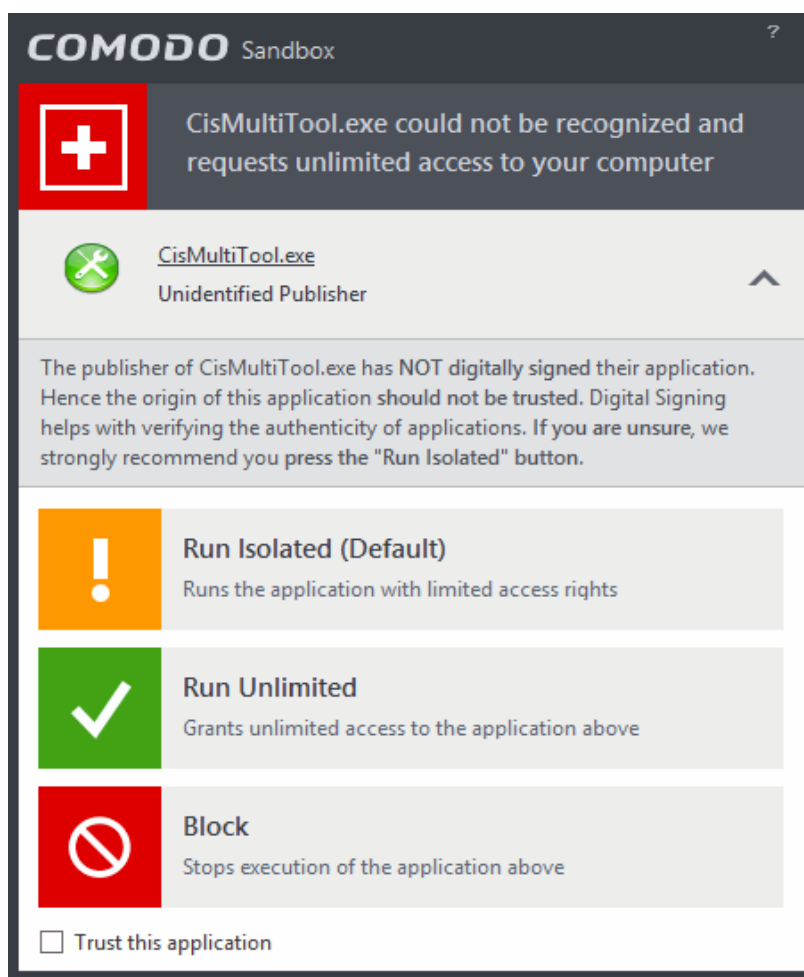 COMODO Sandbox
?
CisMultiTool.exe could not be recognized and
requests unlimited access to your computer
CisMultiTool.exe
Unidentified Publisher
The publisher of CisMultiTool.exe has NOT digitally signed their application.
Hence the origin of this application should not be trusted. Digital Signing
helps with verifying the authenticity of applications. If you are unsure, we
strongly recommend you press the "Run Isolated" button.
Run Isolated (Default)
Runs the application with limited access rights
Run Unlimited
Grants unlimited access to the application above
Block
Stops execution of the application above
Trust this application